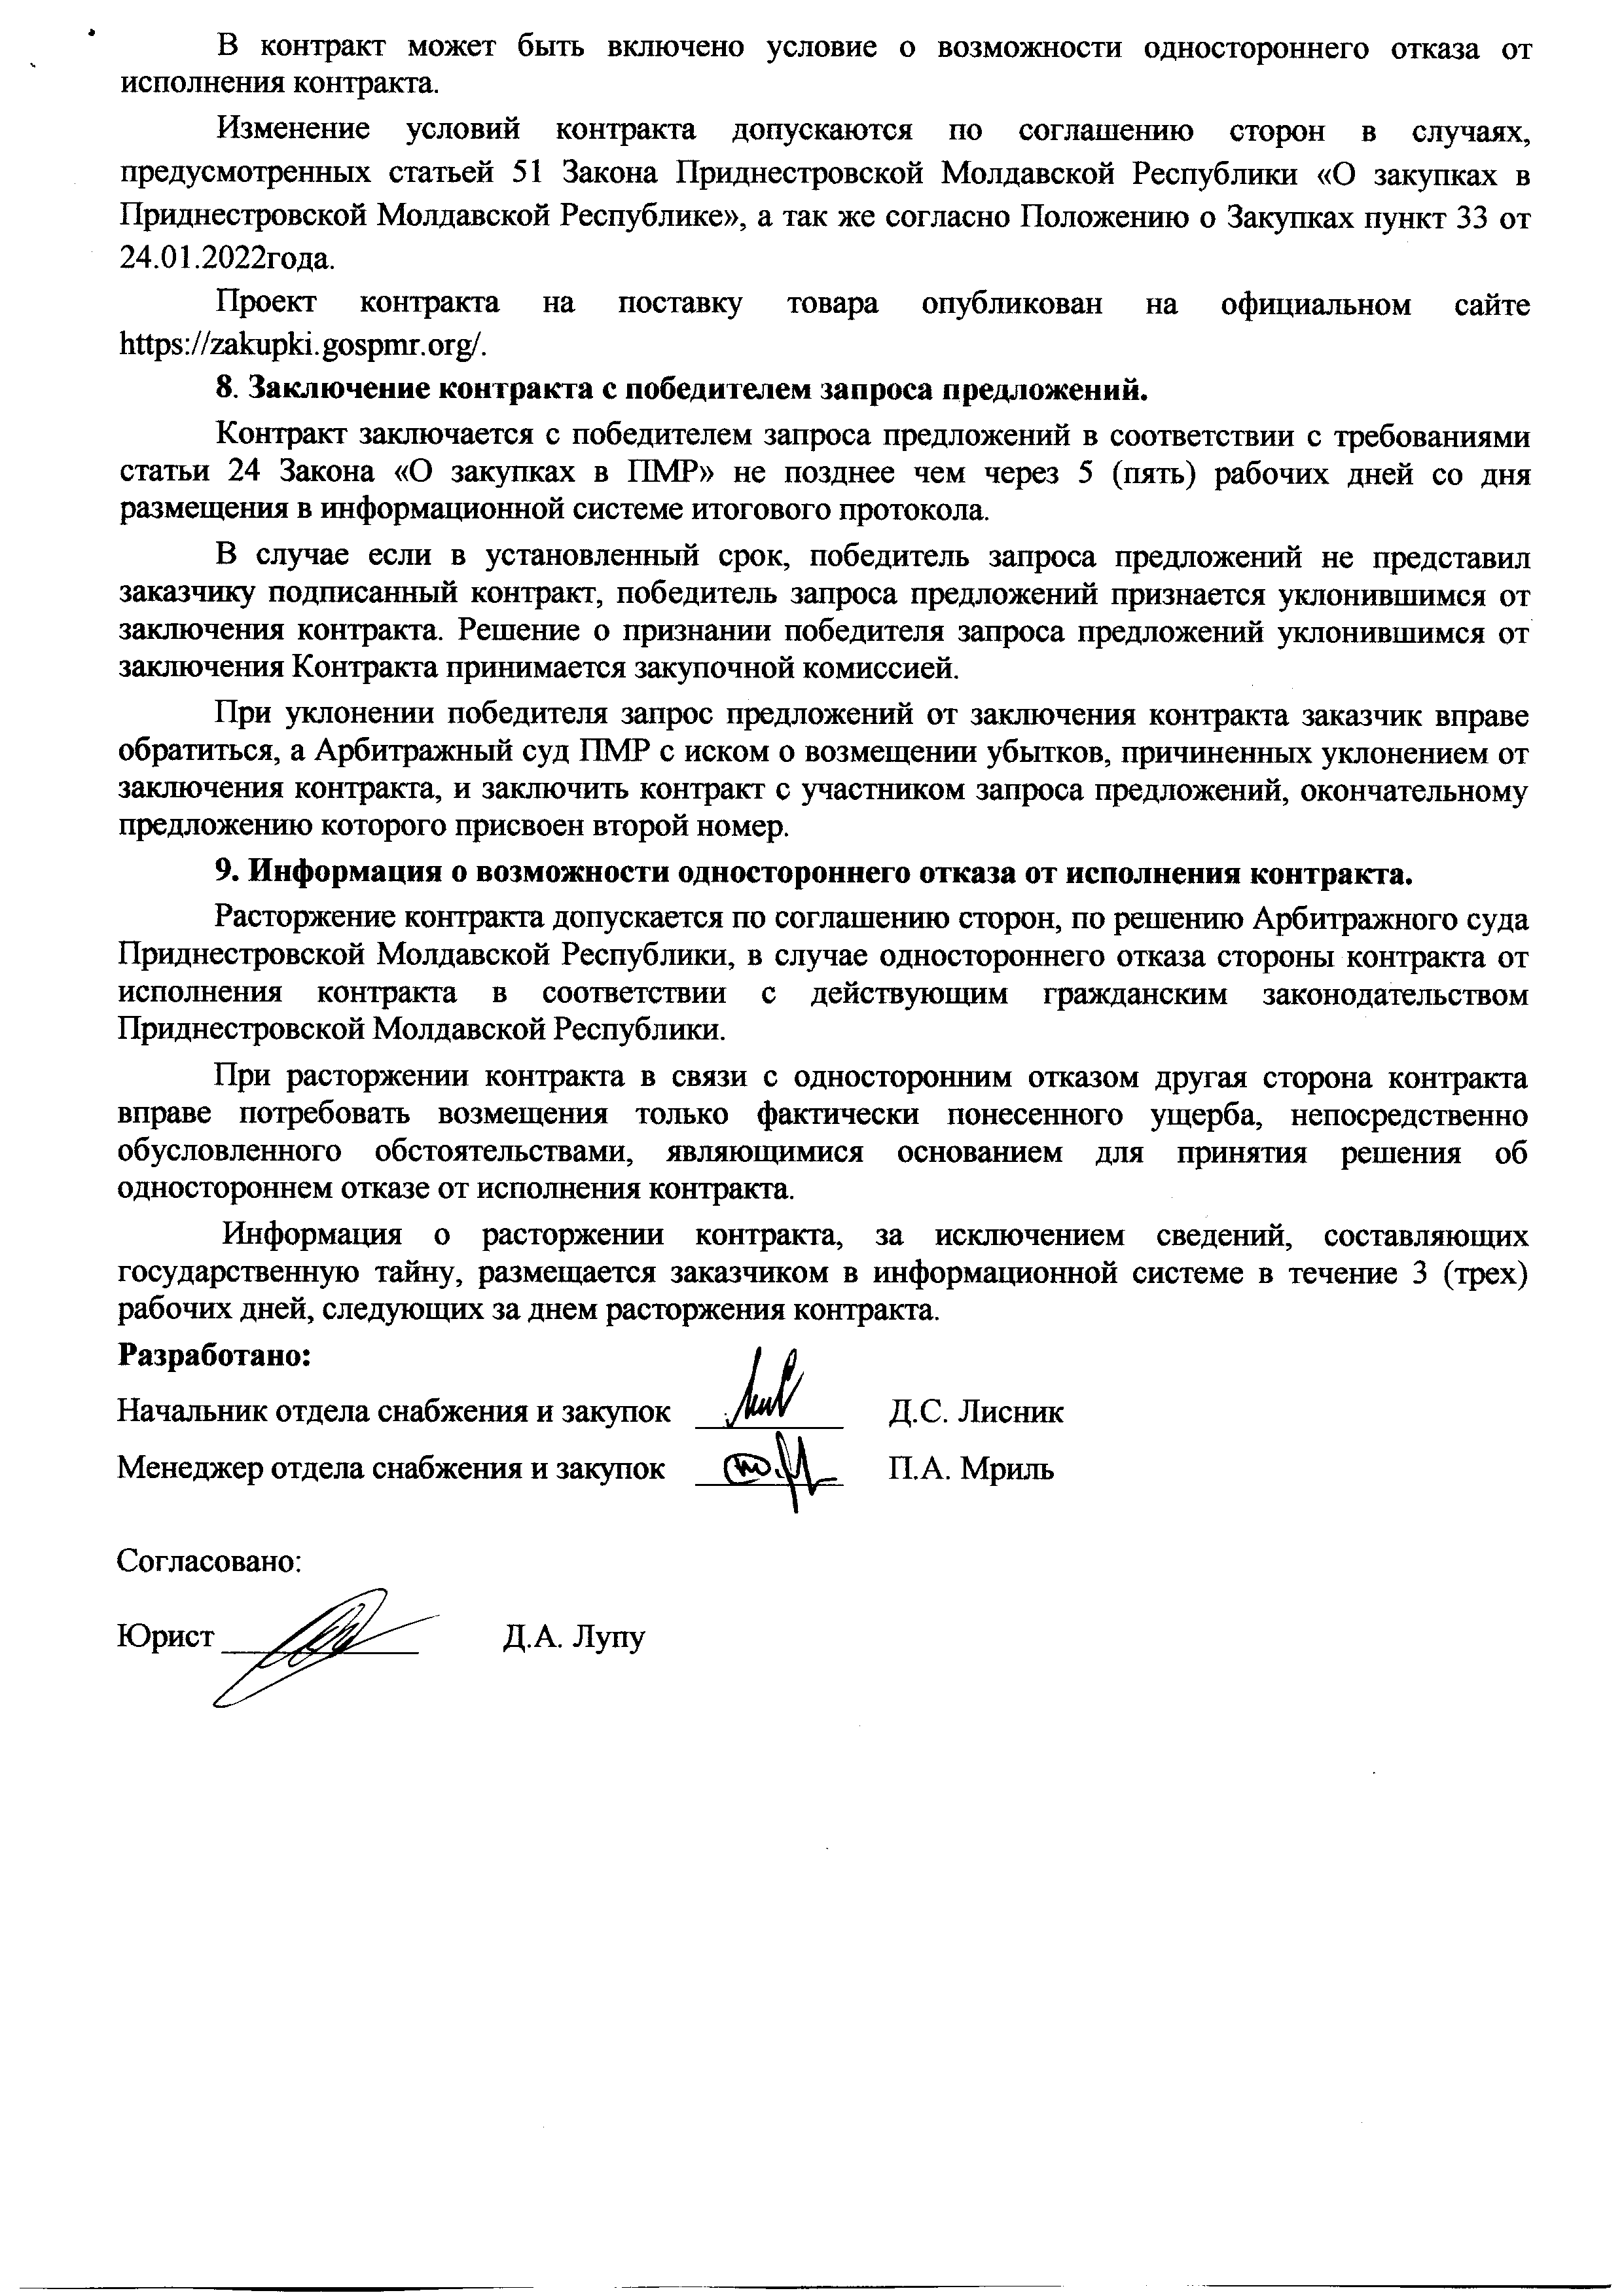 В контракт может быть включено условие о возможности одностороннего отказа от
исполнения контракта.
Изменение условий контракта допускаются по соглашению сторон в случаях,
предусмотренных статьей 51 Закона Приднестровской Молдавской Республики «О закупках в
Приднестровской Молдавской Республике», а так же согласно Положению о Закупках пункт 33 от
24.01.2022года.
Проект контракта на поставку товара опубликован на официальном сайте
https://zakupki.gospmr.org/.
8. Заключение контракта с победителем запроса предложений.
Контракт заключается с победителем запроса предложений в соответствии с требованиями
статьи 24 Закона «О закупках в ПМР» не позднее чем через 5 (пять) рабочих дней со дня
размещения в информационной системе итогового протокола.
В случае если в установленный срок, победитель запроса предложений не представил
заказчику подписанный контракт, победитель запроса предложений признается уклонившимся от
заключения контракта. Решение о признании победителя запроса предложений уклонившимся от
заключения Контракта принимается закупочной комиссией.
При уклонении победителя запрос предложений от заключения контракта заказчик вправе
обратиться, а Арбитражный суд ПМР с иском о возмещении убытков, причиненных уклонением от
заключения контракта, и заключить контракт с участником запроса предложений, окончательному
предложению которого присвоен второй номер.
9. Информация о возможности одностороннего отказа от исполнения контракта.
Расторжение контракта допускается по соглашению сторон, по решению Арбитражного суда
Приднестровской Молдавской Республики, в случае одностороннего отказа стороны контракта от
исполнения контракта в соответствии с действующим гражданским законодательством
Приднестровской Молдавской Республики.
При расторжении контракта в связи с односторонним отказом другая сторона контракта
вправе потребовать возмещения только фактически понесенного ущерба, непосредственно
обусловленного обстоятельствами, являющимися основанием для принятия решения об
одностороннем отказе от исполнения контракта.
Информация о расторжении контракта, за исключением сведений, составляющих
государственную тайну, размещается заказчиком в информационной системе в течение 3 (трех)
рабочих дней, следующих за днем расторжения контракта.
Разработано:
Начальник отдела снабжения и закупок Д.С. Лисник
Менеджер отдела снабжения и закупок П.А. Мриль
Согласовано:
Юрист Д.А. Лупу